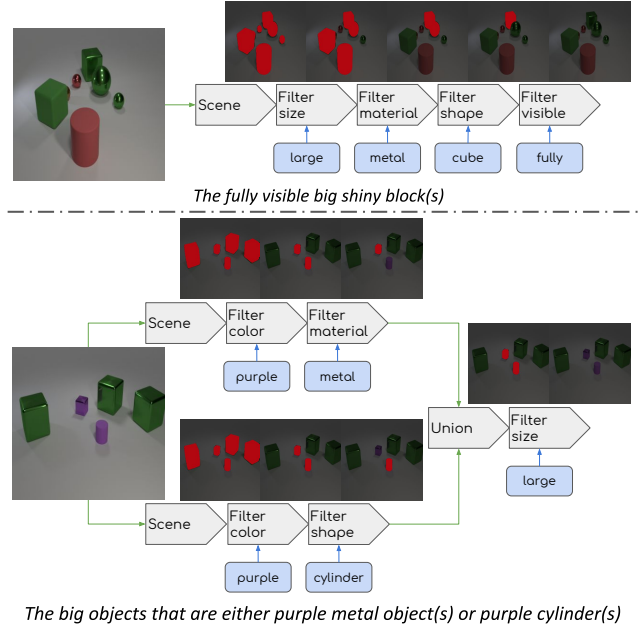 Scene
Filter size
Filter material
Filter shape
Filter visible
large
metal
cube
fully
The fully visible big shiny block(s)
Scene
Filter color
Filter material
purple
metal
Union
Filter size
large
Scene
Filter color
Filter shape
purple
cylinder
The big objects that are either purple metal object(s) or purple cylinder(s)